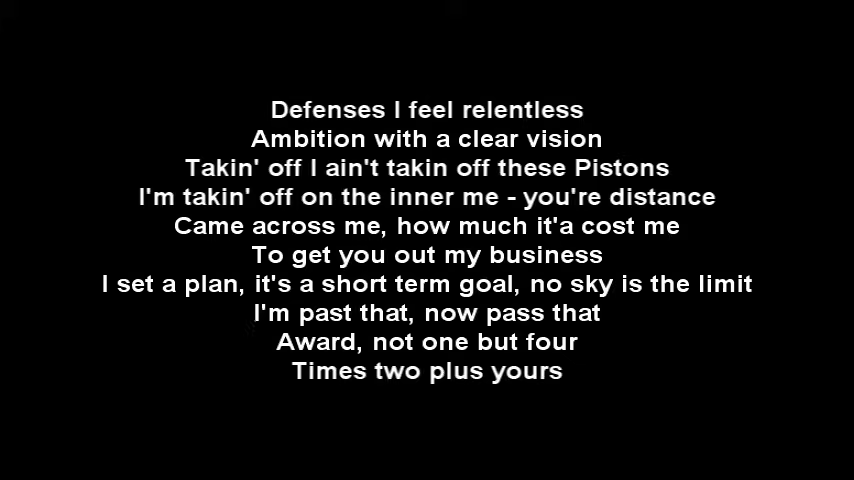 Defenses I feel relentless
Ambition with a clear vision
Takin' off I ain't takin off these Pistons
I'm takin' off on the inner me - you're distance
Came across me, how much it'a cost me
To get you out my business
I set a plan, it's a short term goal, no sky is the limit
I'm past that, now pass that
Award, not one but four
Times two plus yours